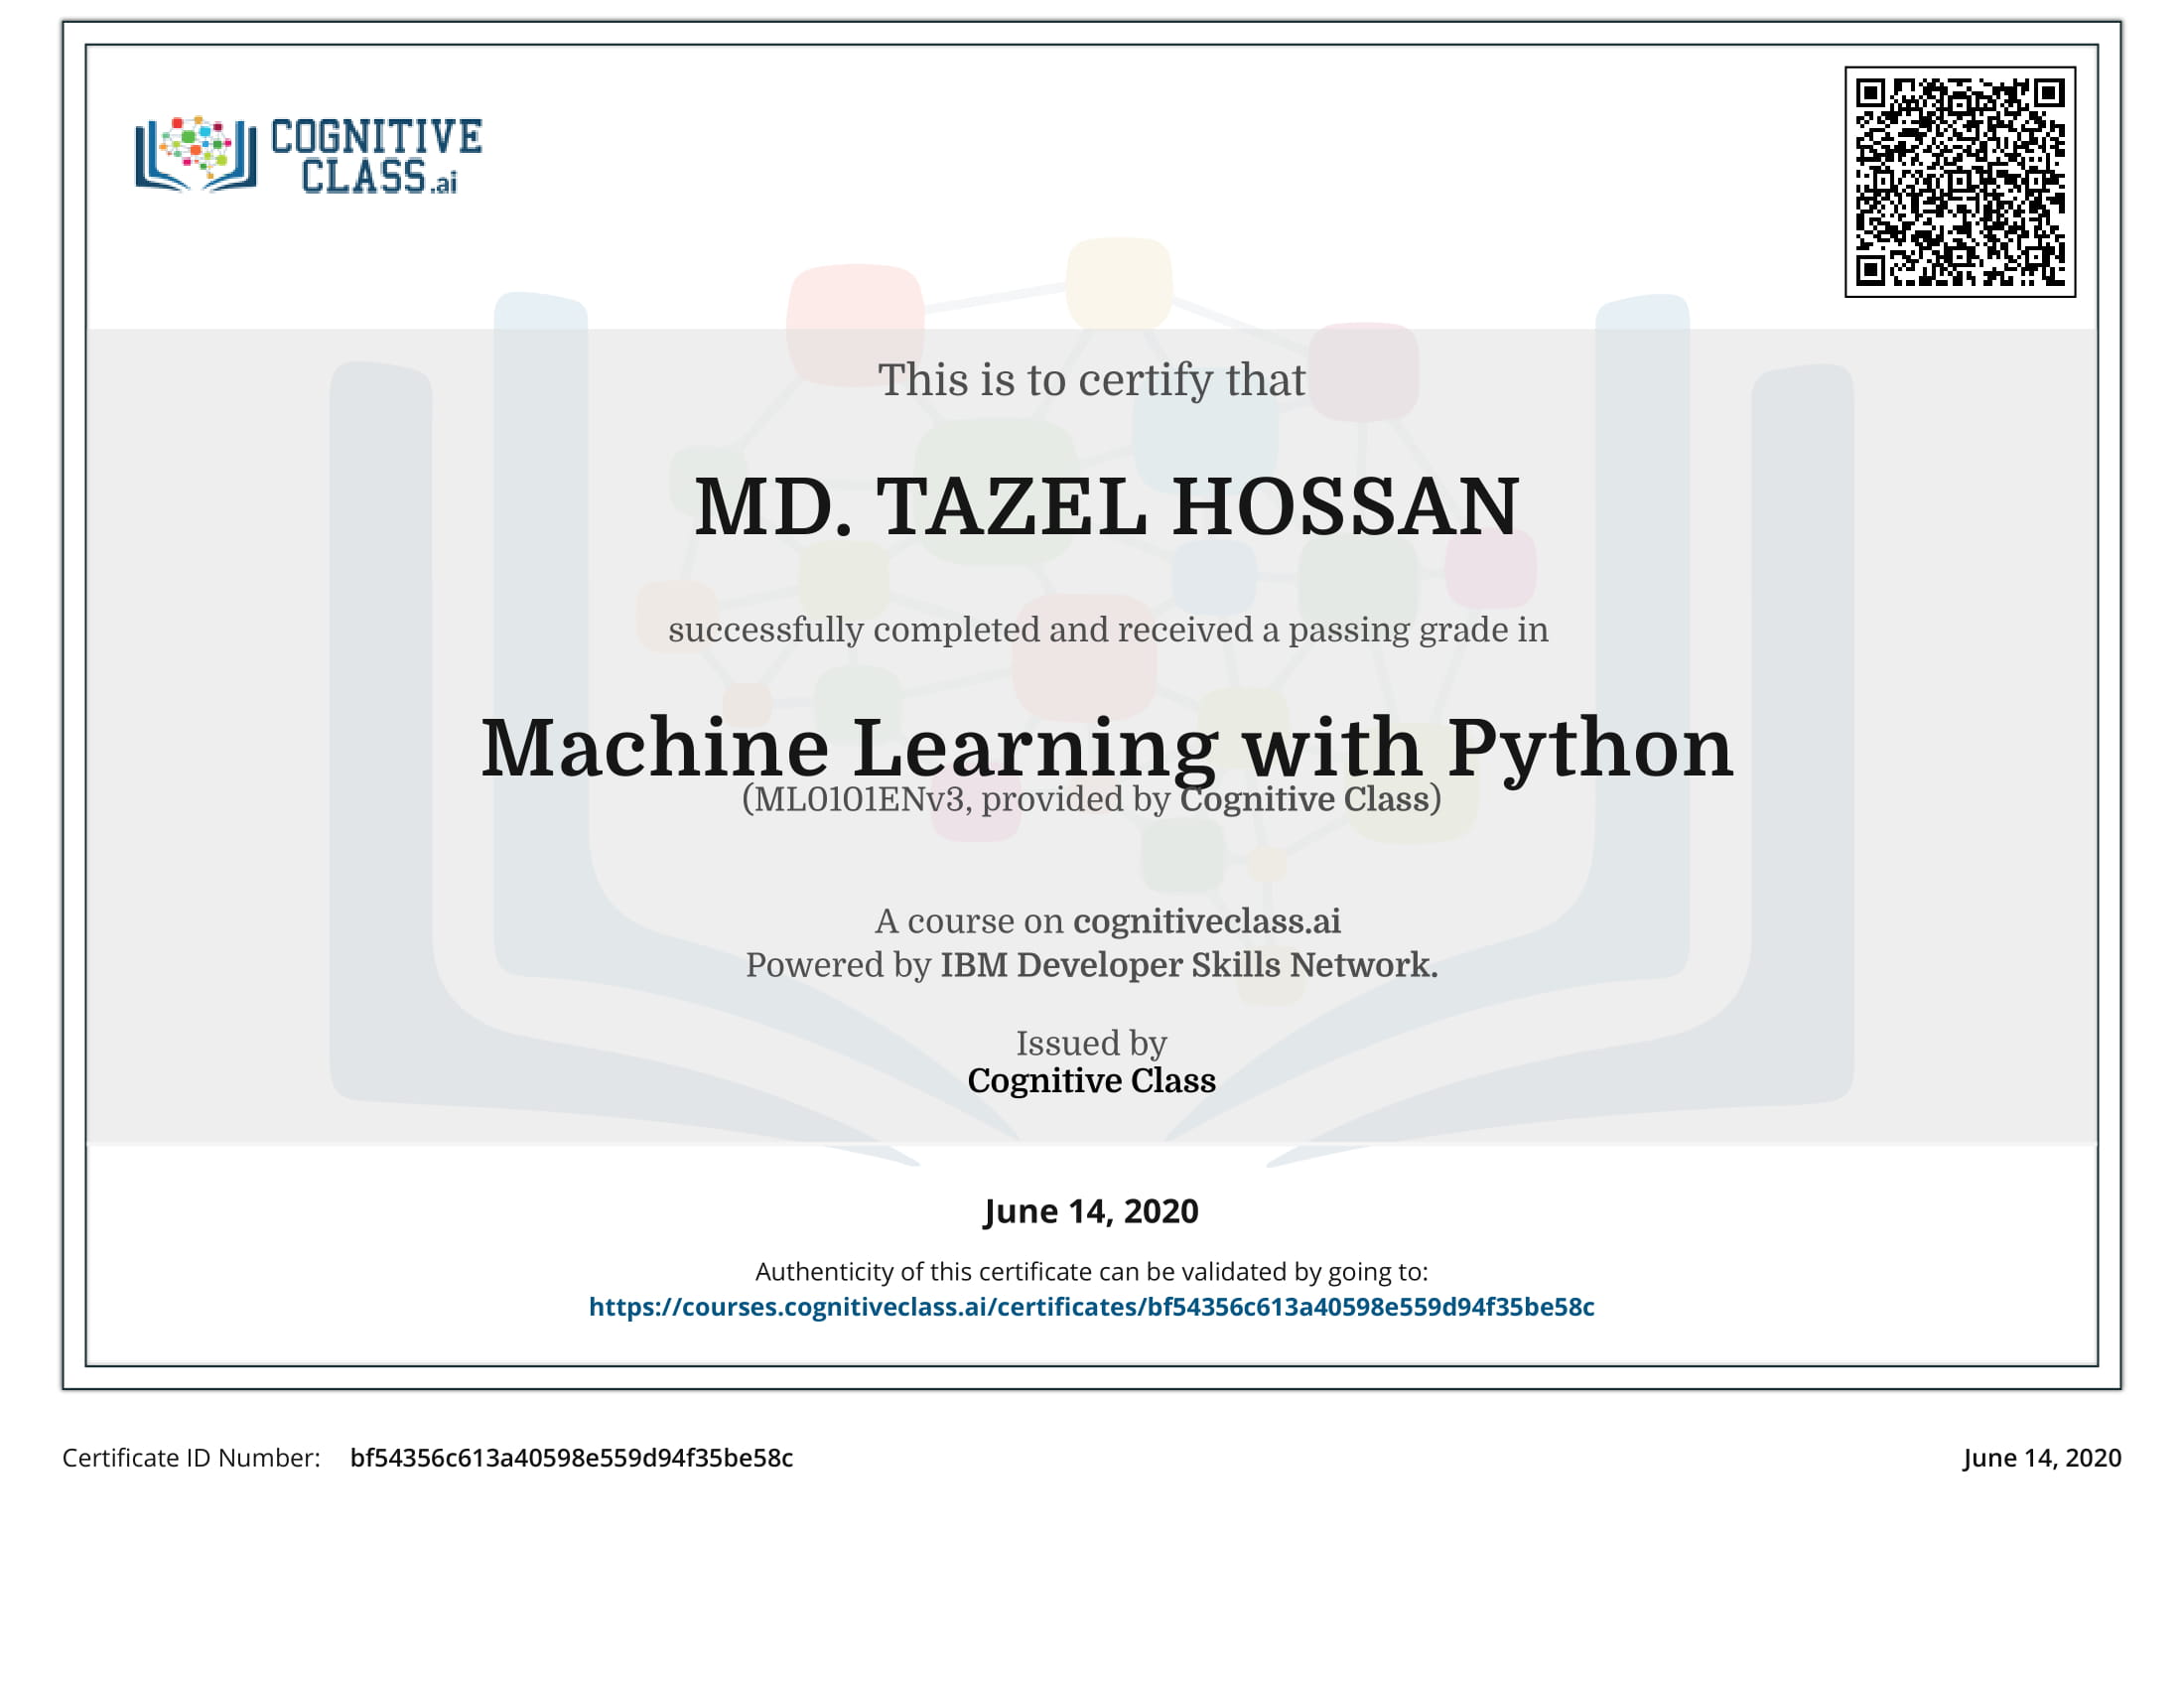 COGNITIVE
CLASS.ai
This is to certify that
MD. TAZEL HOSSAN
successfully completed and received a passing grade in
Machine Learning with Python
(ML0101ENv3, provided by Cognitive Class)
A course on cognitiveclass.ai
Powered by IBM Developer Skills Network.
Issued by
Cognitive Class
June 14, 2020
Authenticity of this certificate can be validated by going to:
https://courses.cognitiveclass.ai/certificates/bf54356c613a40598e559d94f35be58c
Certificate ID Number: bf54356c613a40598e559d94f35be58c June 14, 2020